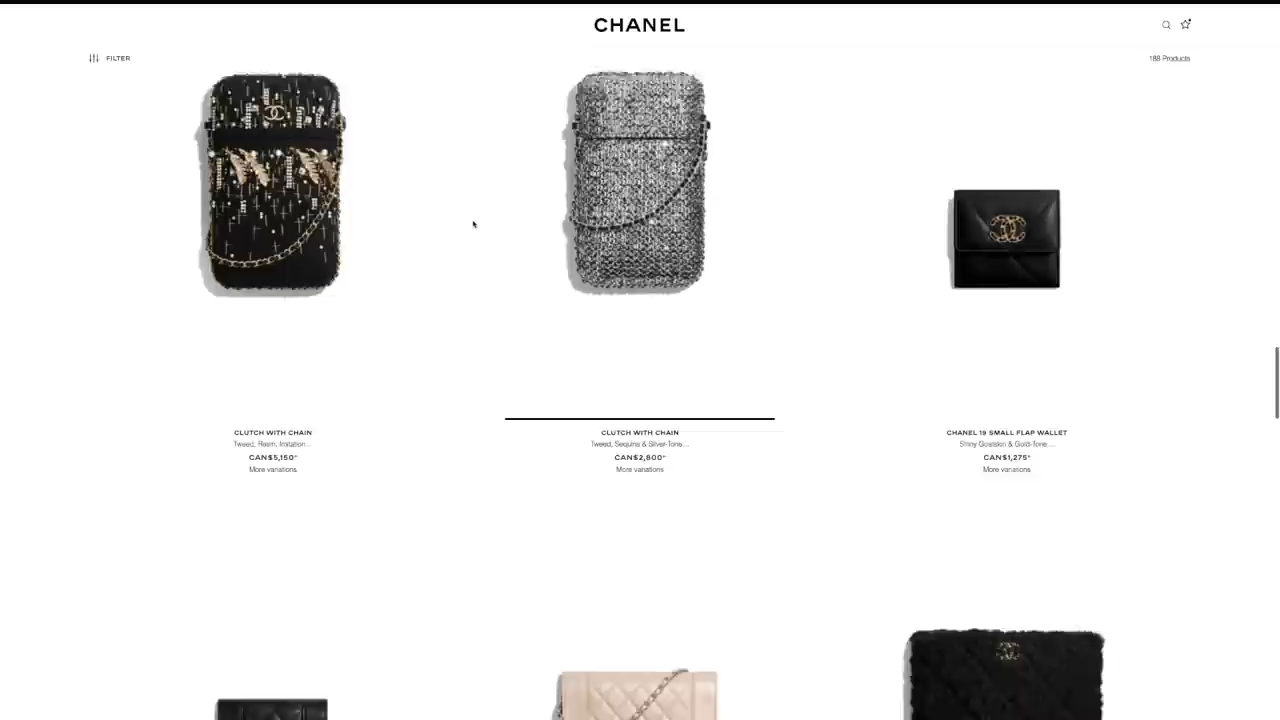 CHANEL
FILTER
188 Products
CLUTCH WITH CHAIN
Tweed, Resin, Imitation...
CAN$5,150*
More variations
CLUTCH WITH CHAIN
Tweed, Sequins & Silver-Tone...
CAN$2,800*
More variations
CHANEL 19 SMALL FLAP WALLET
Shiny Goatskin & Gold-Tone...
CAN$1,275*
More variations